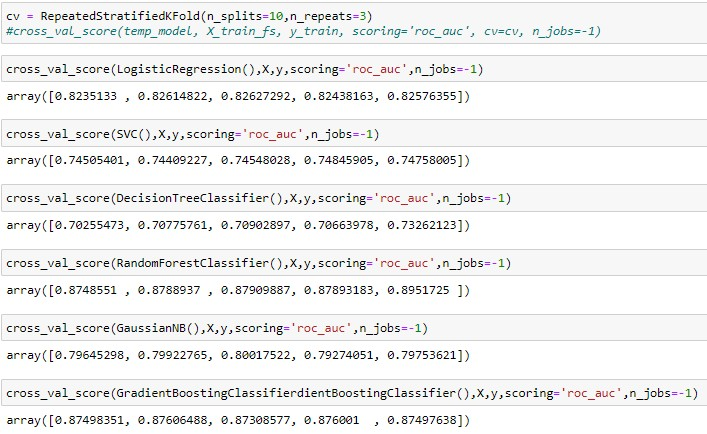 cv = RepeatedStratifiedKFold(n_splits=10,n_repeats=3)
#cross_val_score(temp_model, X_train_fs, y_train, scoring='roc_auc', cv=cv, n_jobs=-1)
cross_val_score(LogisticRegression(),X,y,scoring='roc_auc',n_jobs=-1)
array([0.8235133 , 0.82614822, 0.82627292, 0.82438163, 0.82576355])
cross_val_score(SVC(),X,y,scoring='roc_auc',n_jobs=-1)
array([0.74505401, 0.74409227, 0.74548028, 0.74845905, 0.74758005])
cross_val_score(DecisionTreeClassifier(),X,y,scoring='roc_auc',n_jobs=-1)
array([0.70255473, 0.70775761, 0.70902897, 0.70663978, 0.73262123])
cross_val_score(RandomForestClassifier(),X,y,scoring='roc_auc',n_jobs=-1)
array([0.8748551 , 0.8788937 , 0.87909887, 0.87893183, 0.8951725 ])
cross_val_score(GaussianNB(),X,y,scoring='roc_auc',n_jobs=-1)
array([0.79645298, 0.79922765, 0.80017522, 0.79274051, 0.79753621])
cross_val_score(GradientBoostingClassifierdientBoostingClassifier(),X,y,scoring='roc_auc',n_jobs=-1)
array([0.87498351, 0.87606488, 0.87308577, 0.876001  , 0.87497638])